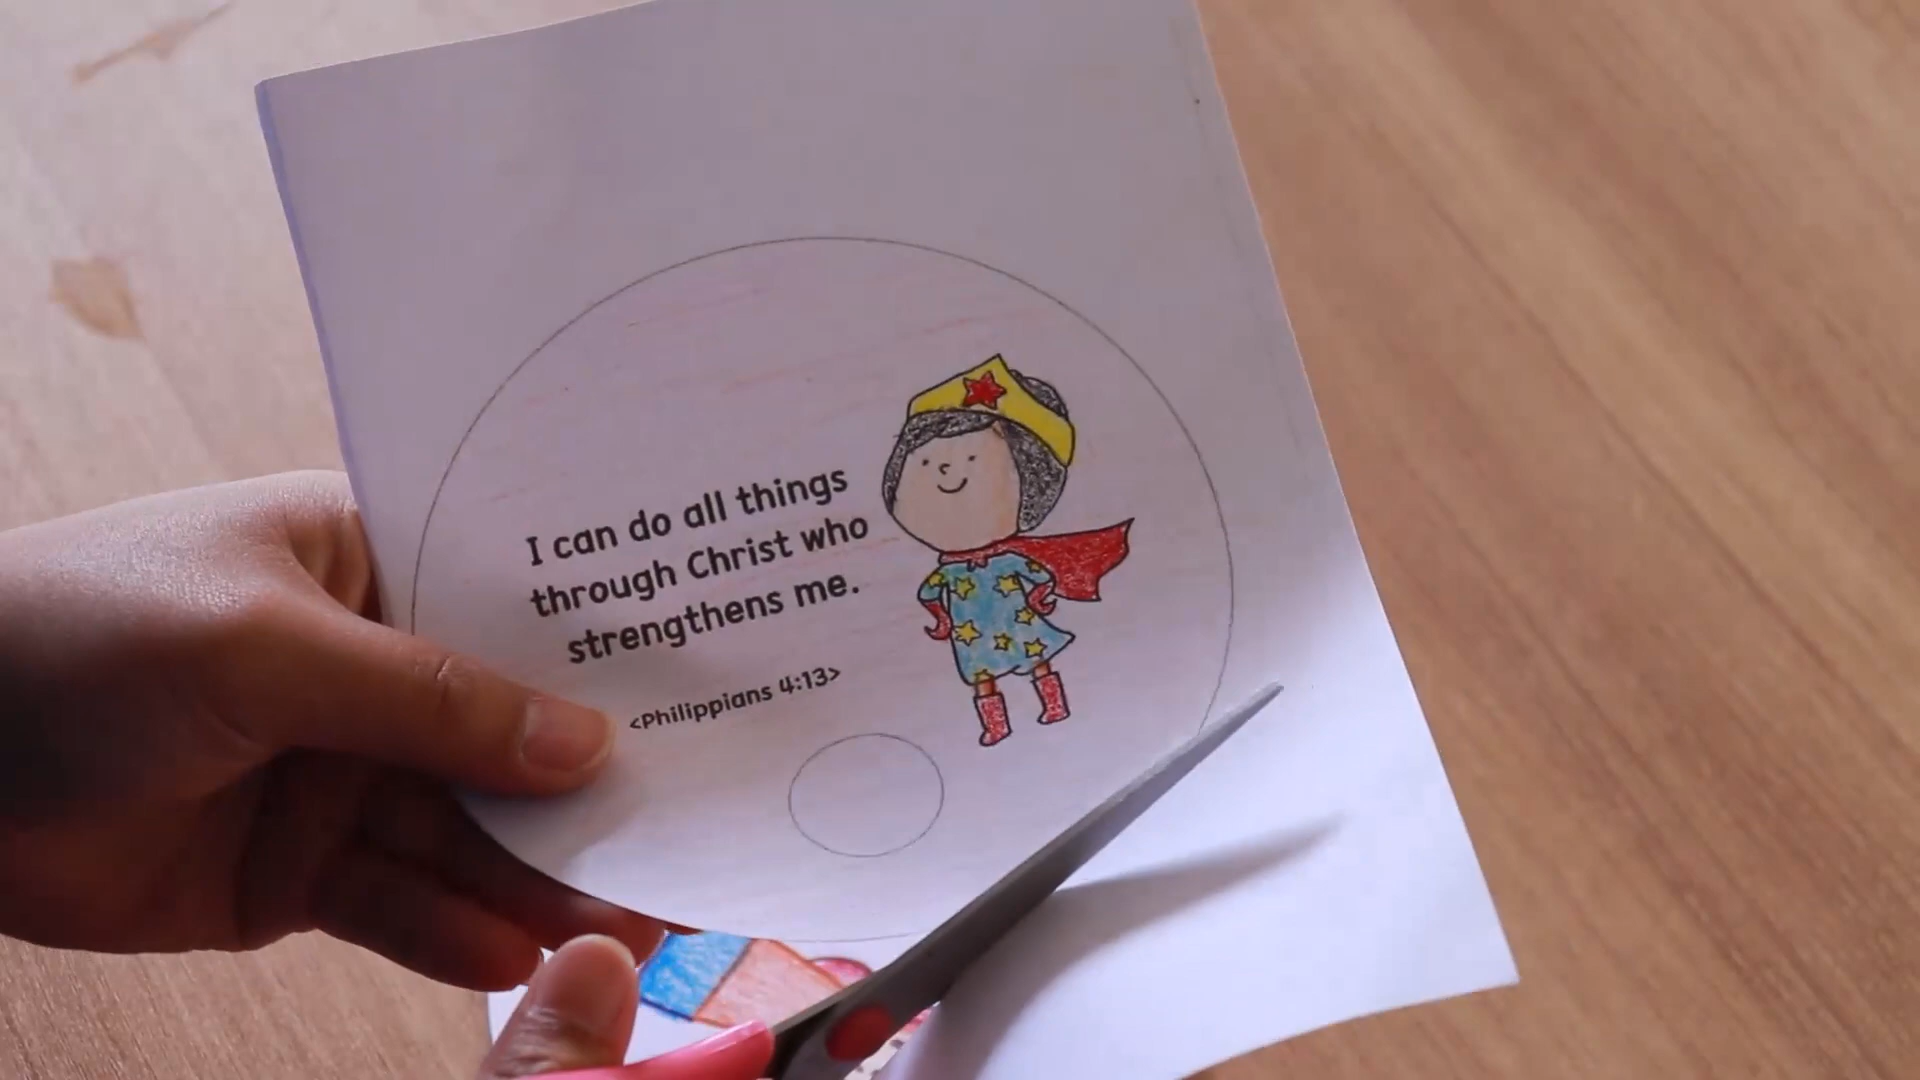 I can do all things
through Christ who
strengthens me.
<Philippians 4:13>